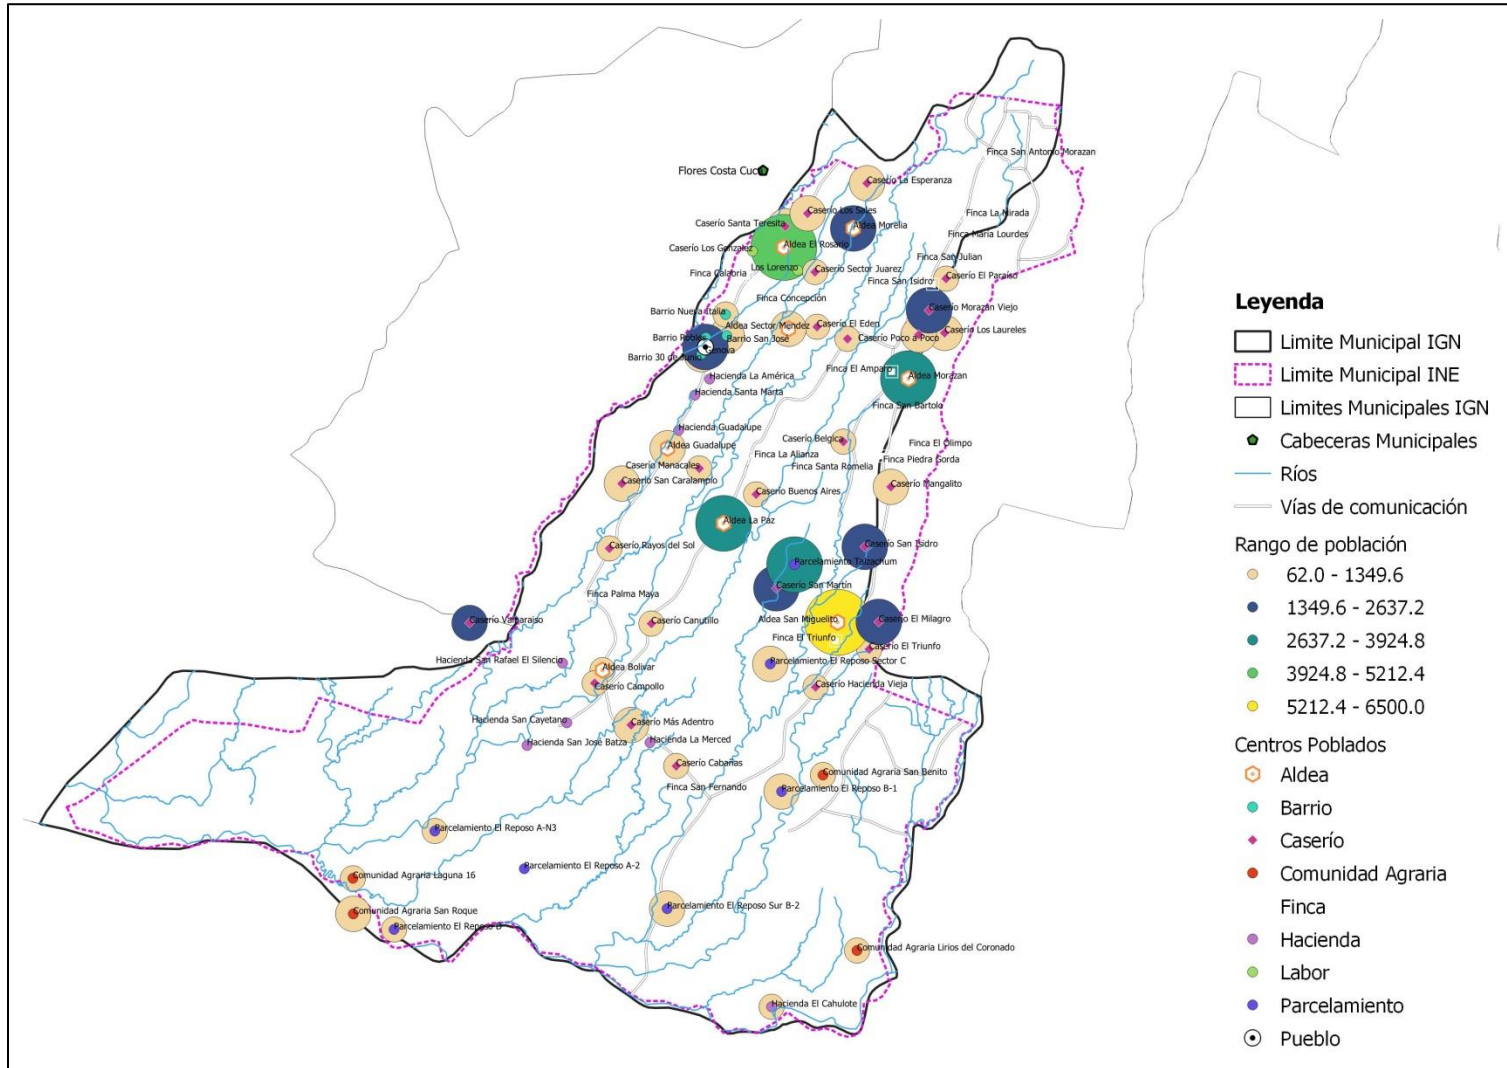 Finca San Antonio Morazan
Flores Costa Cuca
Caserío La Esperanza
Caserío Los Sales
Finca La Mirada
Caserío Santa Teresita
Aldea Morelia
Finca Maria Lourdes
Aldea El Rosario
Caserío Los Gonzalez
Finca San Julian
Los Lorenzo
Caserío Sector Juarez
Finca Calabria
Caserío El Paraíso
Finca San Isidro
Finca Concepción
Barrio Nueva Italia
Caserío Morazan Viejo
Aldea Sector Mendez
Caserío El Eden
Barrio Robles
Barrio San José
Caserío Poco a Poco
Caserío Los Laureles
Genova
Barrio 30 de Junio
Finca El Amparo
Hacienda La América
Aldea Morazan
Hacienda Santa Marta
Finca San Bartolo
Hacienda Guadalupe
Aldea Guadalupe
Caserío Belgica
Finca El Olimpo
Finca La Alianza
Finca Piedra Gorda
Caserío Manacales
Finca Santa Romelia
Caserío San Caralampio
Caserío Mangalito
Caserío Buenos Aires
Aldea La Paz
Caserío Rayos del Sol
Caserío San Isidro
Parcelamiento Talzachum
Caserío San Martín
Finca Palma Maya
Caserío Valparaiso
Caserío Canutillo
Aldea San Miguelito
Caserío El Milagro
Finca El Triunfo
Caserío El Triunfo
Hacienda San Rafael El Silencio
Aldea Bolivar
Parcelamiento El Reposo Sector C
Caserío Campollo
Caserío Hacienda Vieja
Hacienda San Cayetano
Caserío Más Adentro
Hacienda San José Batza
Hacienda La Merced
Caserío Cabañas
Comunidad Agraria San Benito
Finca San Fernando
Parcelamiento El Reposo B-1
Parcelamiento El Reposo A-N3
Parcelamiento El Reposo A-2
Comunidad Agraria Laguna 16
Parcelamiento El Reposo Sur B-2
Comunidad Agraria San Roque
Parcelamiento El Reposo D
Comunidad Agraria Lirios del Coronado
Hacienda El Cahulote
Leyenda
Limite Municipal IGN
Limite Municipal INE
Limites Municipales IGN
Cabeceras Municipales
Ríos
Vías de comunicación
Rango de población
62.0 - 1349.6
1349.6 - 2637.2
2637.2 - 3924.8
3924.8 - 5212.4
5212.4 - 6500.0
Centros Poblados
Aldea
Barrio
Caserío
Comunidad Agraria
Finca
Hacienda
Labor
Parcelamiento
Pueblo